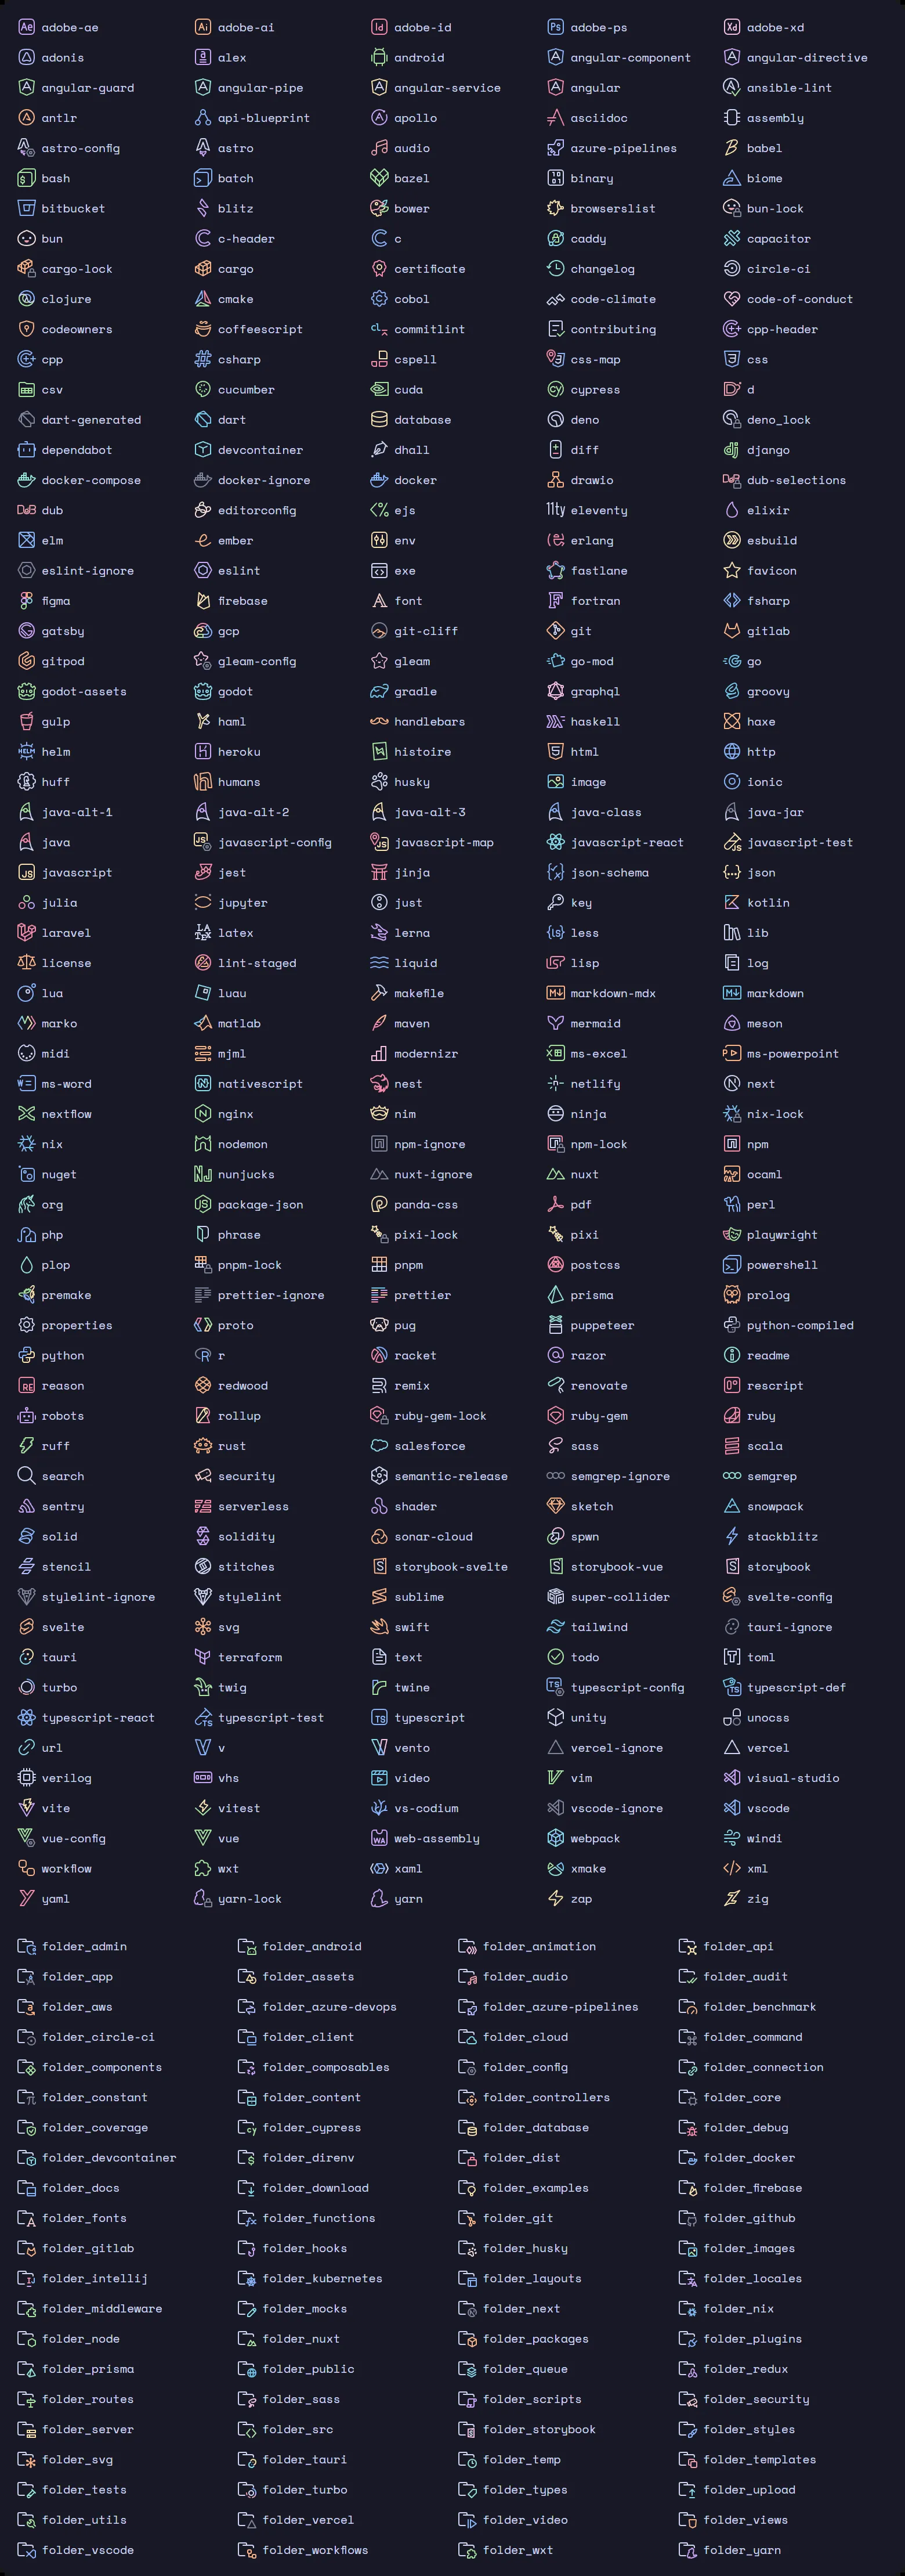 adobe-ae adobe-ai adobe-id adobe-ps adobe-xd
adonis alex android angular-component angular-directive
angular-guard angular-pipe angular-service angular ansible-lint
antlr api-blueprint apollo asciidoc assembly
astro-config astro audio azure-pipelines babel
bash batch bazel binary biome
bitbucket blitz bower browserslist bun-lock
bun c-header c caddy capacitor
cargo-lock cargo certificate changelog circle-ci
clojure cmake cobol code-climate code-of-conduct
codeowners coffeescript commitlint contributing cpp-header
cpp csharp cspell css-map css
csv cucumber cuda cypress d
dart-generated dart database deno deno_lock
dependabot devcontainer dhall diff django
docker-compose docker-ignore docker drawio dub-selections
dub editorconfig ejs eleventy elixir
elm ember env erlang esbuild
eslint-ignore eslint exe fastlane favicon
figma firebase font fortran fsharp
gatsby gcp git-cliff git gitlab
gitpod gleam-config gleam go-mod go
godot-assets godot gradle graphql groovy
gulp haml handlebars haskell haxe
helm heroku histoire html http
huff humans husky image ionic
java-alt-1 java-alt-2 java-alt-3 java-class java-jar
java javascript-config javascript-map javascript-react javascript-test
javascript jest jinja json-schema json
julia jupyter just key kotlin
laravel latex lerna less lib
license lint-staged liquid lisp log
lua luau makefile markdown-mdx markdown
marko matlab maven mermaid meson
midi mjml modernizr ms-excel ms-powerpoint
ms-word nativescript nest netlify next
nextflow nginx nim ninja nix-lock
nix nodemon npm-ignore npm-lock npm
nuget nunjucks nuxt-ignore nuxt ocaml
org package-json panda-css pdf perl
php phrase pixi-lock pixi playwright
plop pnpm-lock pnpm postcss powershell
premake prettier-ignore prettier prisma prolog
properties proto pug puppeteer python-compiled
python r racket razor readme
reason redwood remix renovate rescript
robots rollup ruby-gem-lock ruby-gem ruby
ruff rust salesforce sass scala
search security semantic-release semgrep-ignore semgrep
sentry serverless shader sketch snowpack
solid solidity sonar-cloud spwn stackblitz
stencil stitches storybook-svelte storybook-vue storybook
stylelint-ignore stylelint sublime super-collider svelte-config
svelte svg swift tailwind tauri-ignore
tauri terraform text todo toml
turbo twig twine typescript-config typescript-def
typescript-react typescript-test typescript unity unocss
url v vento vercel-ignore vercel
verilog vhs video vim visual-studio
vite vitest vs-codium vscode-ignore vscode
vue-config vue web-assembly webpack windi
workflow wxt xaml xmake xml
yaml yarn-lock yarn zap zig
folder_admin folder_android folder_animation folder_api
folder_app folder_assets folder_audio folder_audit
folder_aws folder_azure-devops folder_azure-pipelines folder_benchmark
folder_circle-ci folder_client folder_cloud folder_command
folder_components folder_composables folder_config folder_connection
folder_constant folder_content folder_controllers folder_core
folder_coverage folder_cypress folder_database folder_debug
folder_devcontainer folder_direnv folder_dist folder_docker
folder_docs folder_download folder_examples folder_firebase
folder_fonts folder_functions folder_git folder_github
folder_gitlab folder_hooks folder_husky folder_images
folder_intellij folder_kubernetes folder_layouts folder_locales
folder_middleware folder_mocks folder_next folder_nix
folder_node folder_nuxt folder_packages folder_plugins
folder_prisma folder_public folder_queue folder_redux
folder_routes folder_sass folder_scripts folder_security
folder_server folder_src folder_storybook folder_styles
folder_svg folder_tauri folder_temp folder_templates
folder_tests folder_turbo folder_types folder_upload
folder_utils folder_vercel folder_video folder_views
folder_vscode folder_workflows folder_wxt folder_yarn